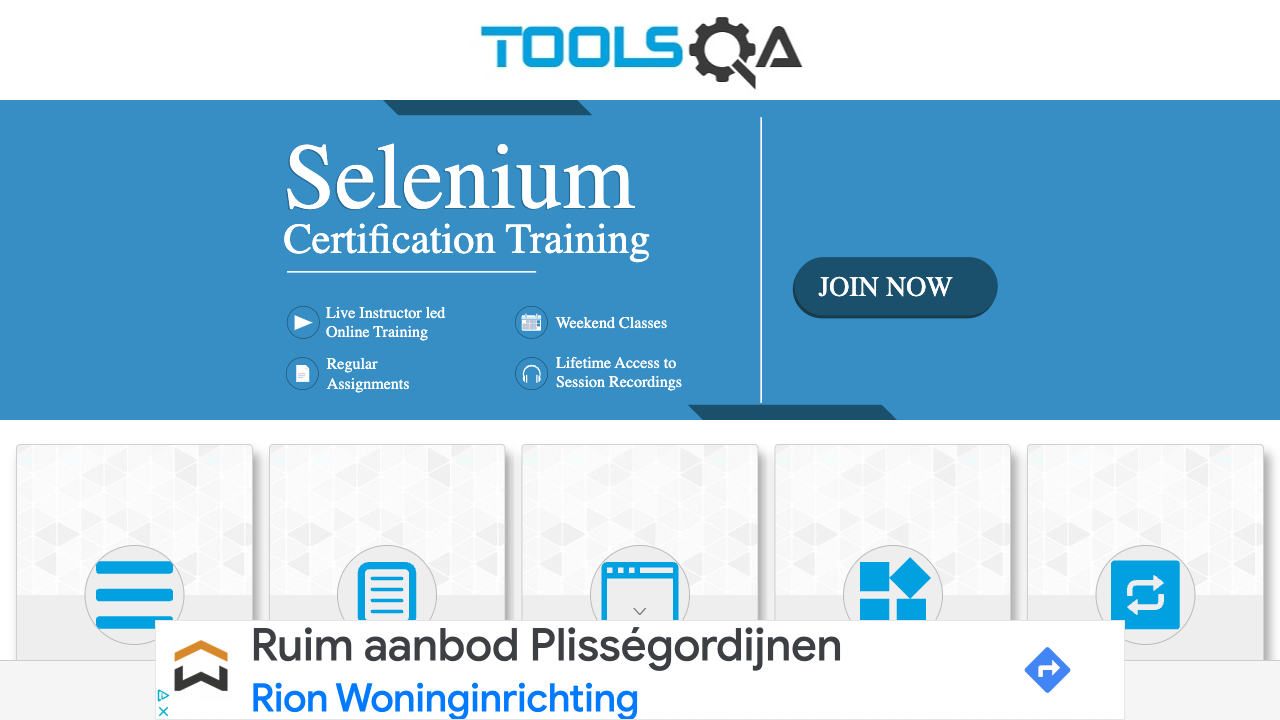 TOOLSQA
Selenium
Certification Training
JOIN NOW
Live Instructor led
Online Training
Weekend Classes
Regular
Assignments
Lifetime Access to
Session Recordings
Ruim aanbod Plisségordijnen
Rion Woninginrichting